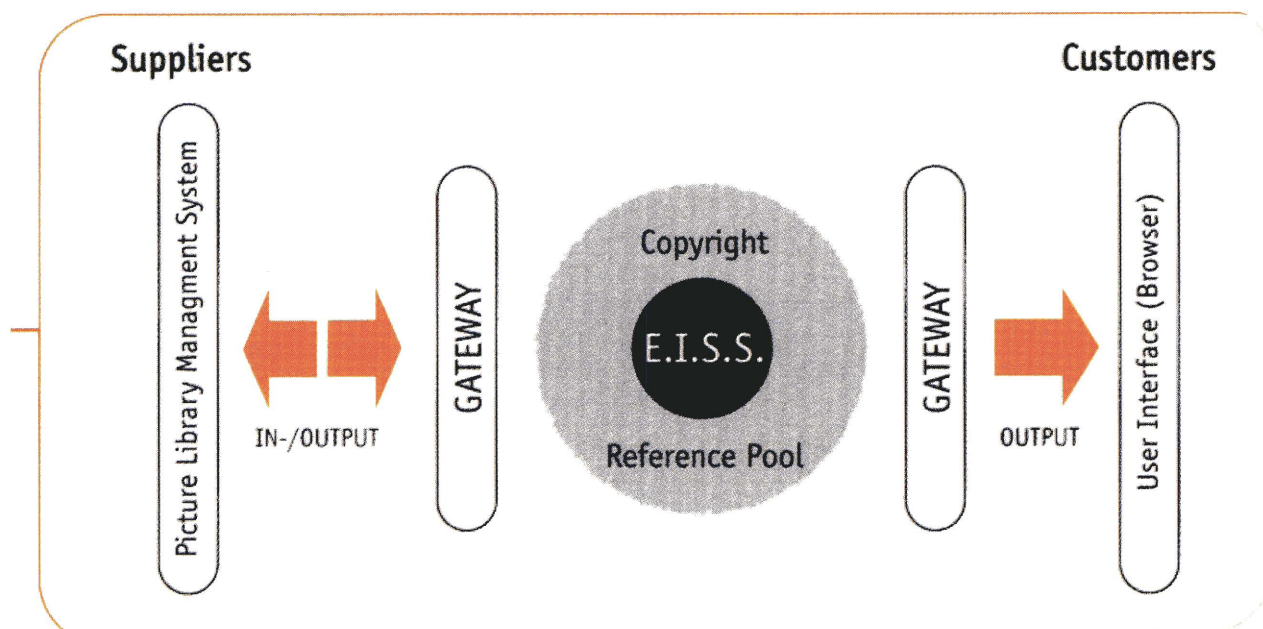 Suppliers
Customers
Picture Library Managment System
IN-/OUTPUT
GATEWAY
Copyright
E.I.S.S.
Reference Pool
GATEWAY
OUTPUT
User Interface (Browser)